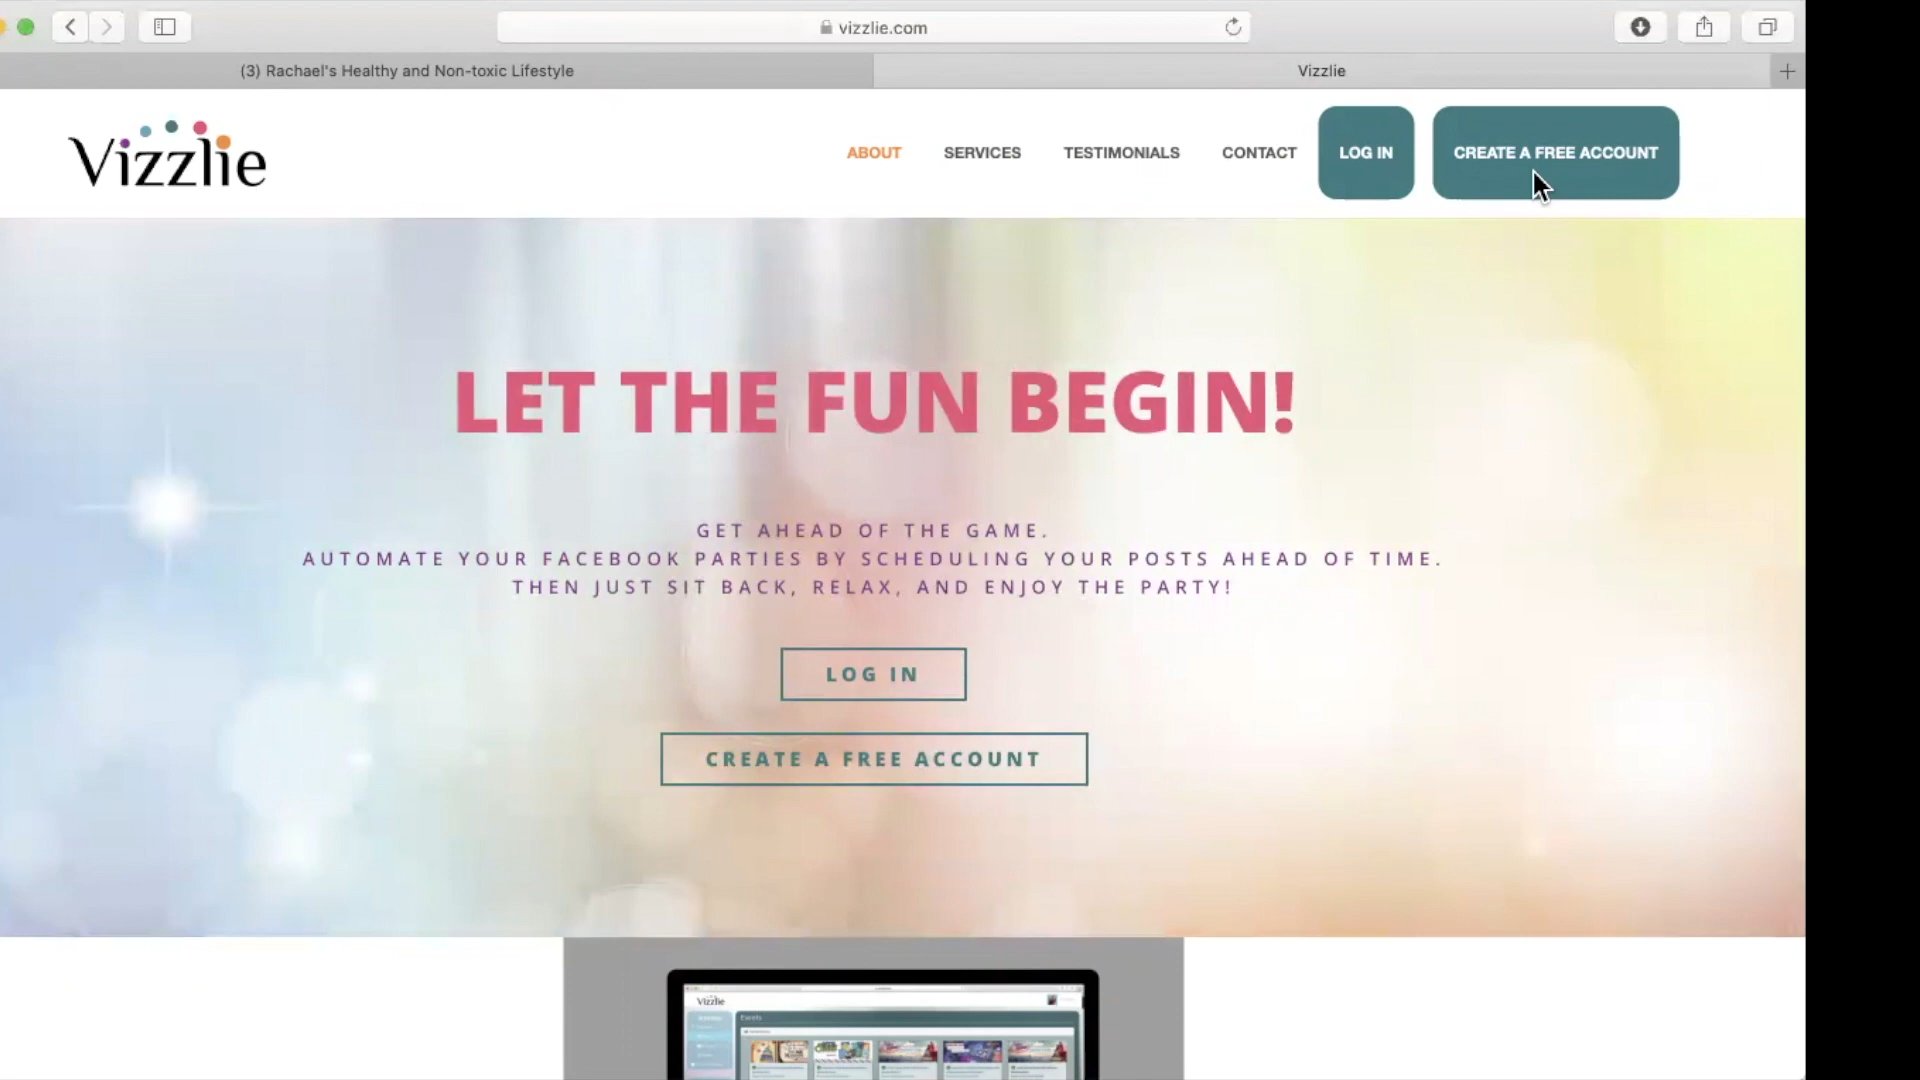 vizzlie.com
(3) Rachael's Healthy and Non-toxic Lifestyle
Vizzlie
Vizzlie
ABOUT
SERVICES
TESTIMONIALS
CONTACT
LOG IN
CREATE A FREE ACCOUNT
LET THE FUN BEGIN!
GET AHEAD OF THE GAME.
AUTOMATE YOUR FACEBOOK PARTIES BY SCHEDULING YOUR POSTS AHEAD OF TIME.
THEN JUST SIT BACK, RELAX, AND ENJOY THE PARTY!
LOG IN
CREATE A FREE ACCOUNT
Vizzlie
Events